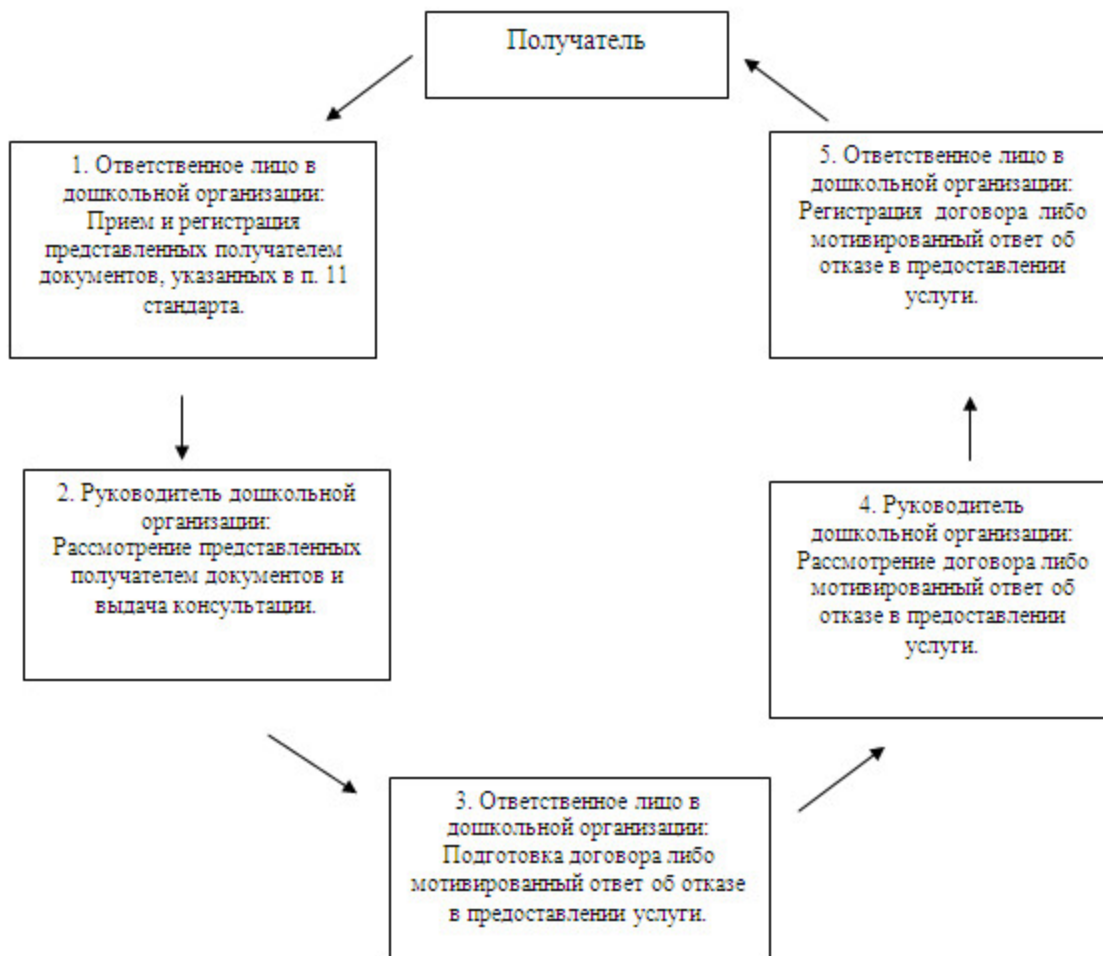 Получатель
1. Ответственное лицо в
дошкольной организации:
Прием и регистрация
представленных получателем
документов, указанных в п. 11
стандарта.
2. Руководитель дошкольной
организации:
Рассмотрение представленных
получателем документов и
выдача консультации.
3. Ответственное лицо в
дошкольной организации:
Подготовка договора либо
мотивированный ответ об отказе
в предоставлении услуги.
4. Руководитель
дошкольной организации:
Рассмотрение договора либо
мотивированный ответ об
отказе в предоставлении
услуги.
5. Ответственное лицо в
дошкольной организации:
Регистрация договора либо
мотивированный ответ об
отказе в предоставлении
услуги.